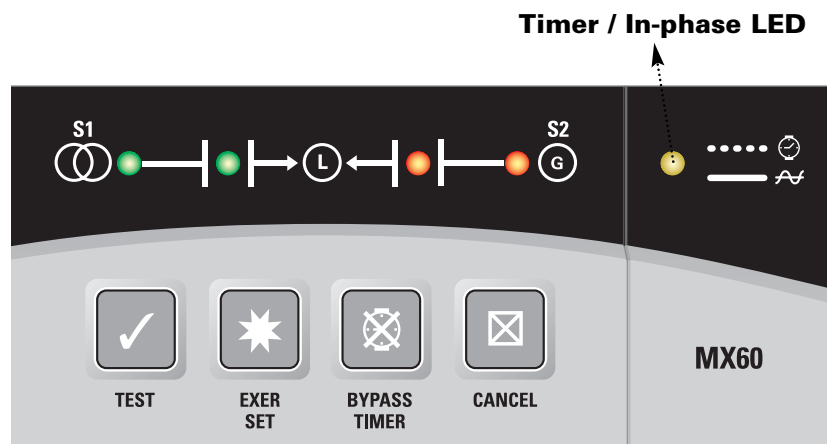 Timer / In-phase LED
S1
S2
L
G
MX60
TEST
EXER
SET
BYPASS
TIMER
CANCEL